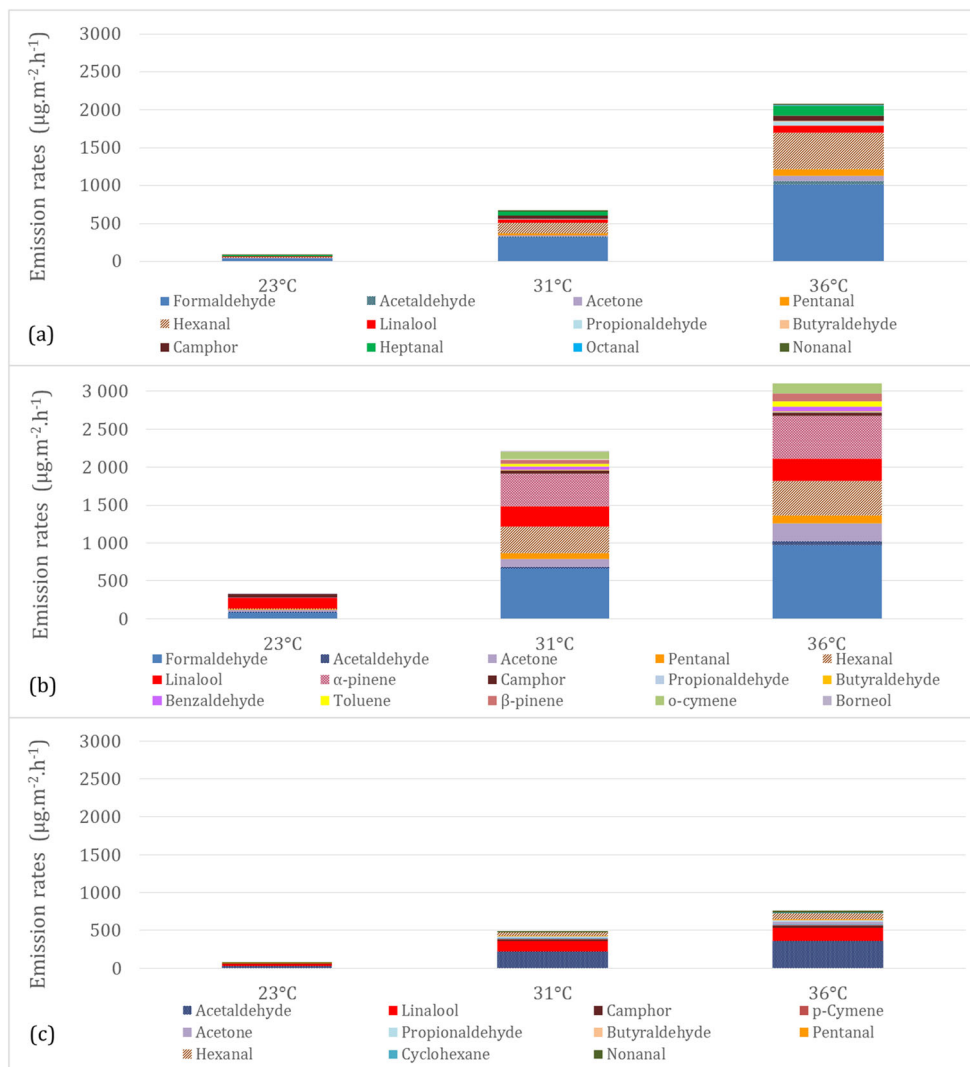 Emission rates (µg.m⁻².h⁻¹)
3000
2500
2000
1500
1000
500
0
23°C 31°C 36°C
Formaldehyde Acetaldehyde Acetone Pentanal
Hexanal Linalool Propionaldehyde Butyraldehyde
Camphor Heptanal Octanal Nonanal
(a)
Emission rates (µg.m⁻².h⁻¹)
3 000
2 500
2 000
1 500
1 000
500
0
23°C 31°C 36°C
Formaldehyde Acetaldehyde Acetone Pentanal Hexanal
Linalool α-pinene Camphor Propionaldehyde Butyraldehyde
Benzaldehyde Toluene β-pinene o-cymene Borneol
(b)
Emission rates (µg.m⁻².h⁻¹)
3000
2500
2000
1500
1000
500
0
23°C 31°C 36°C
Acetaldehyde Linalool Camphor p-Cymene
Acetone Propionaldehyde Butyraldehyde Pentanal
Hexanal Cyclohexane Nonanal
(c)